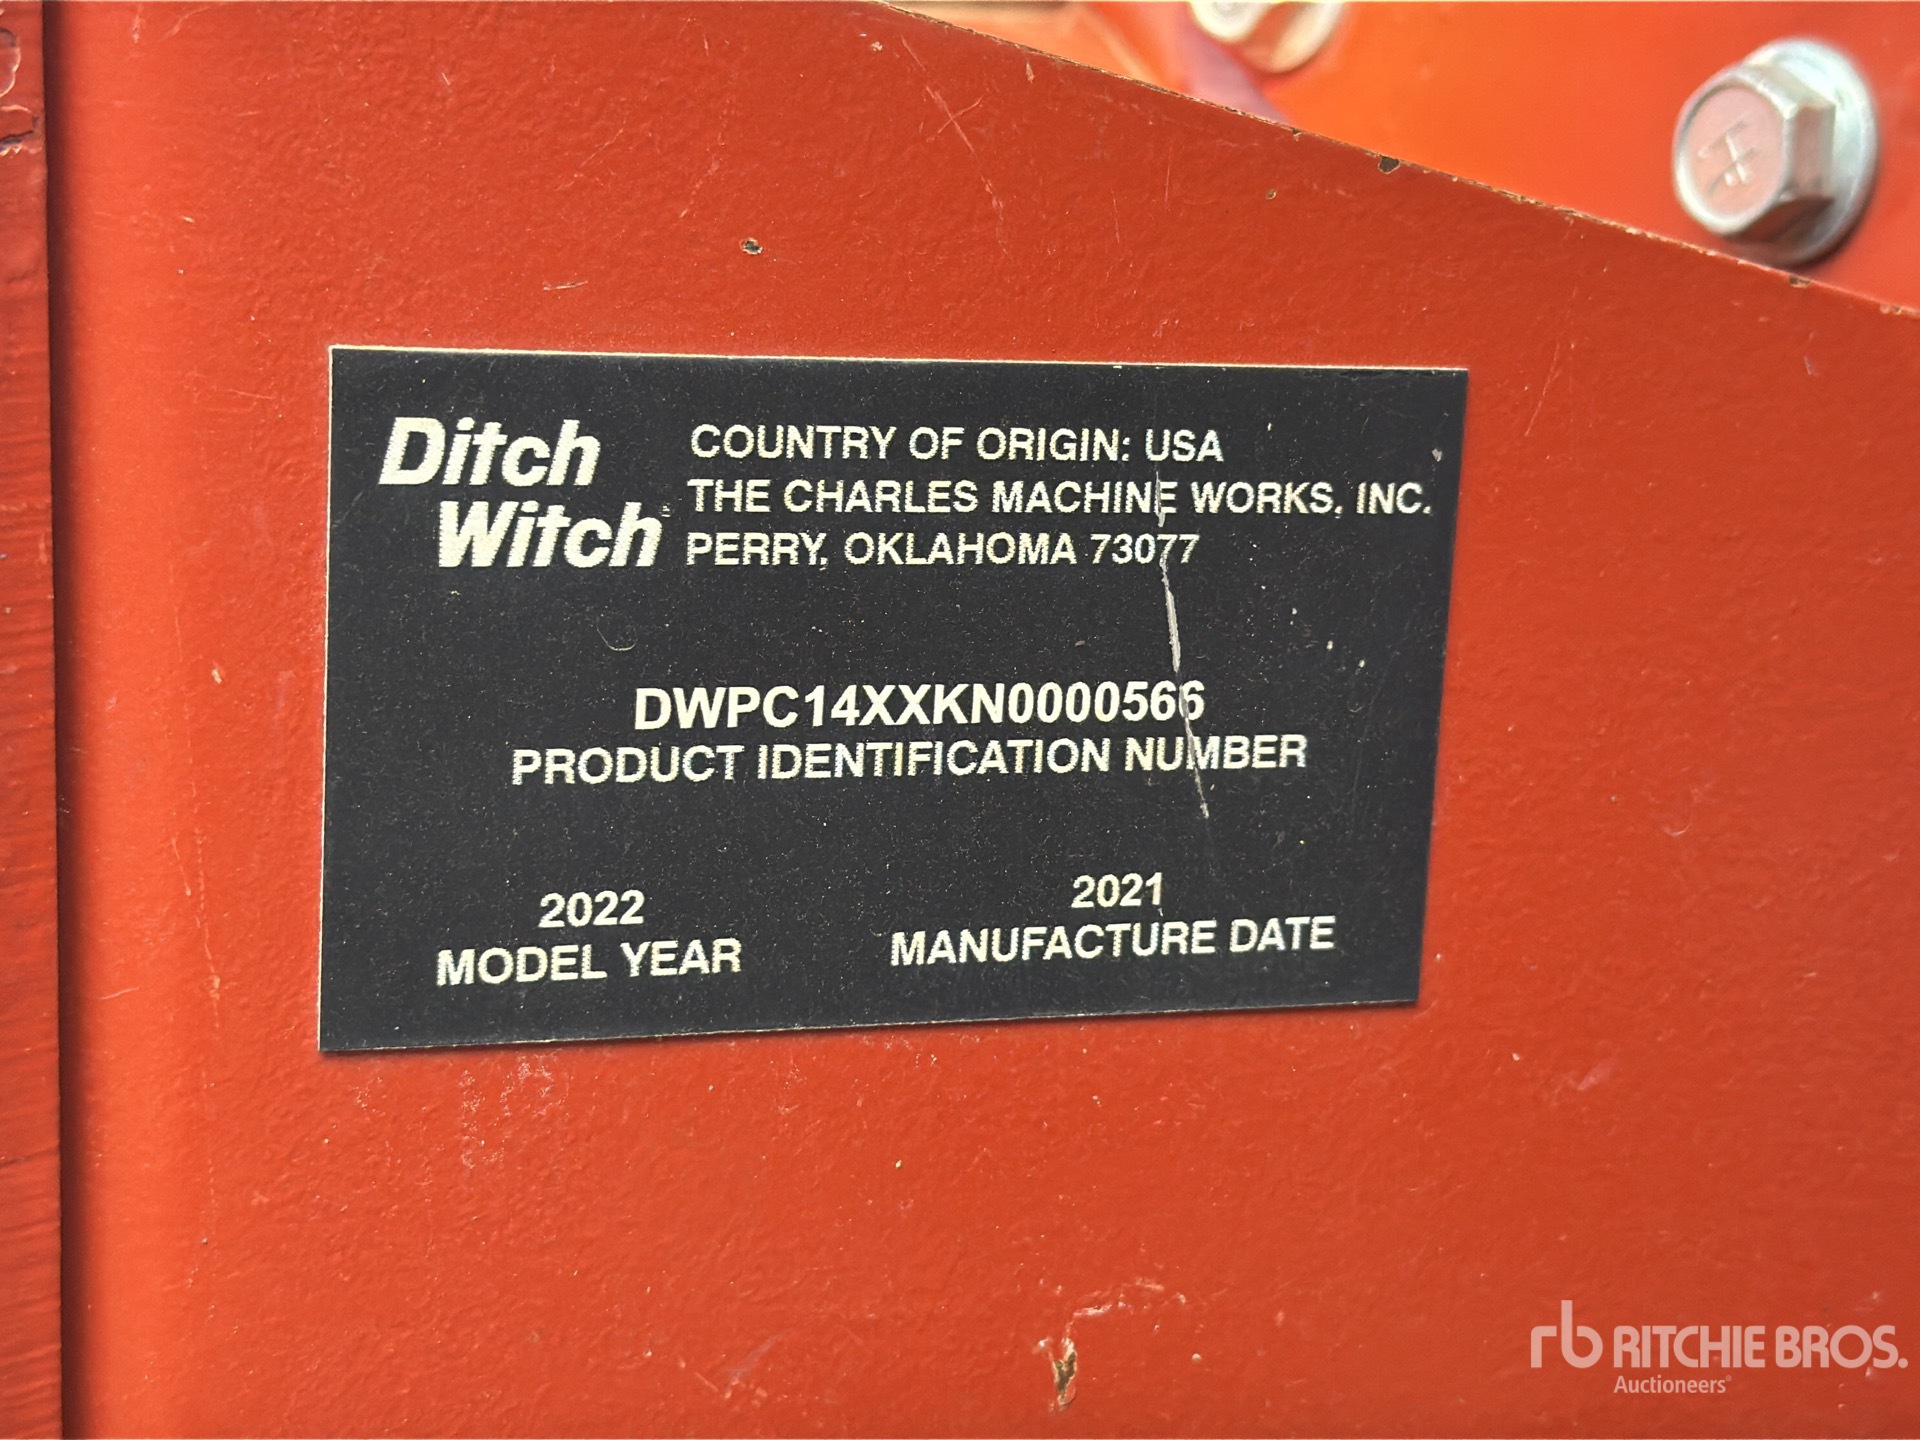 Ditch
Witch®
COUNTRY OF ORIGIN: USA
THE CHARLES MACHINE WORKS, INC.
PERRY, OKLAHOMA 73077
DWPC14XXKN0000566
PRODUCT IDENTIFICATION NUMBER
2022
MODEL YEAR
2021
MANUFACTURE DATE
rb RITCHIE BROS.
Auctioneers®